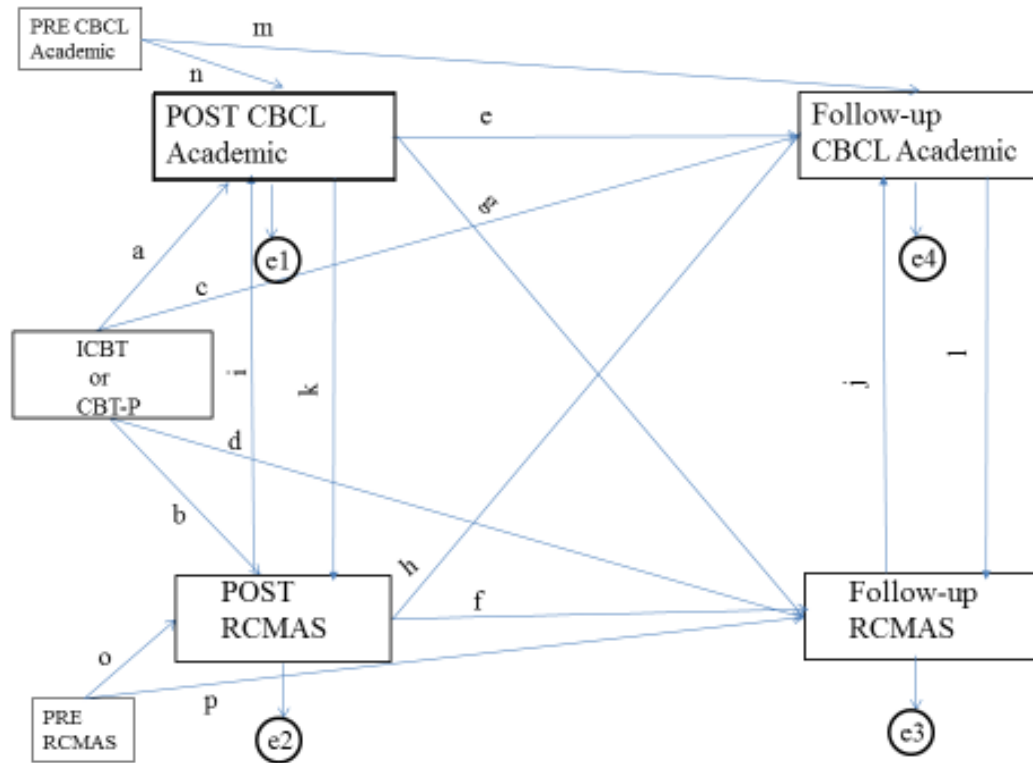 PRE CBCL
Academic
m
n
POST CBCL
Academic
e
Follow-up
CBCL Academic
g
a
e1
e4
c
ICBT
or
CBT-P
i
k
j
l
d
b
h
POST
RCMAS
f
Follow-up
RCMAS
o
p
PRE
RCMAS
e2
e3